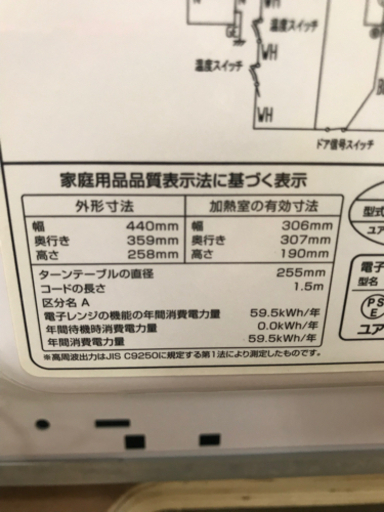 N
N
WH
温度スイッチ
WH
温度スイッチ
WH
ドア信号スイッチ
家庭用品品質表示法に基づく表示
外形寸法 加熱室の有効寸法
幅 440mm 幅 306mm
奥行き 359mm 奥行き 307mm
高さ 258mm 高さ 190mm
ターンテーブルの直径 255mm
コードの長さ 1.5m
区分名 A
電子レンジの機能の年間消費電力量 59.5kWh/年
年間待機時消費電力量 0.0kWh/年
年間消費電力量 59.5kWh/年
※高周波出力はJIS C9250に規定する第1法により測定したものです。
型式
ユア
電子
型名
PS
E
ユア